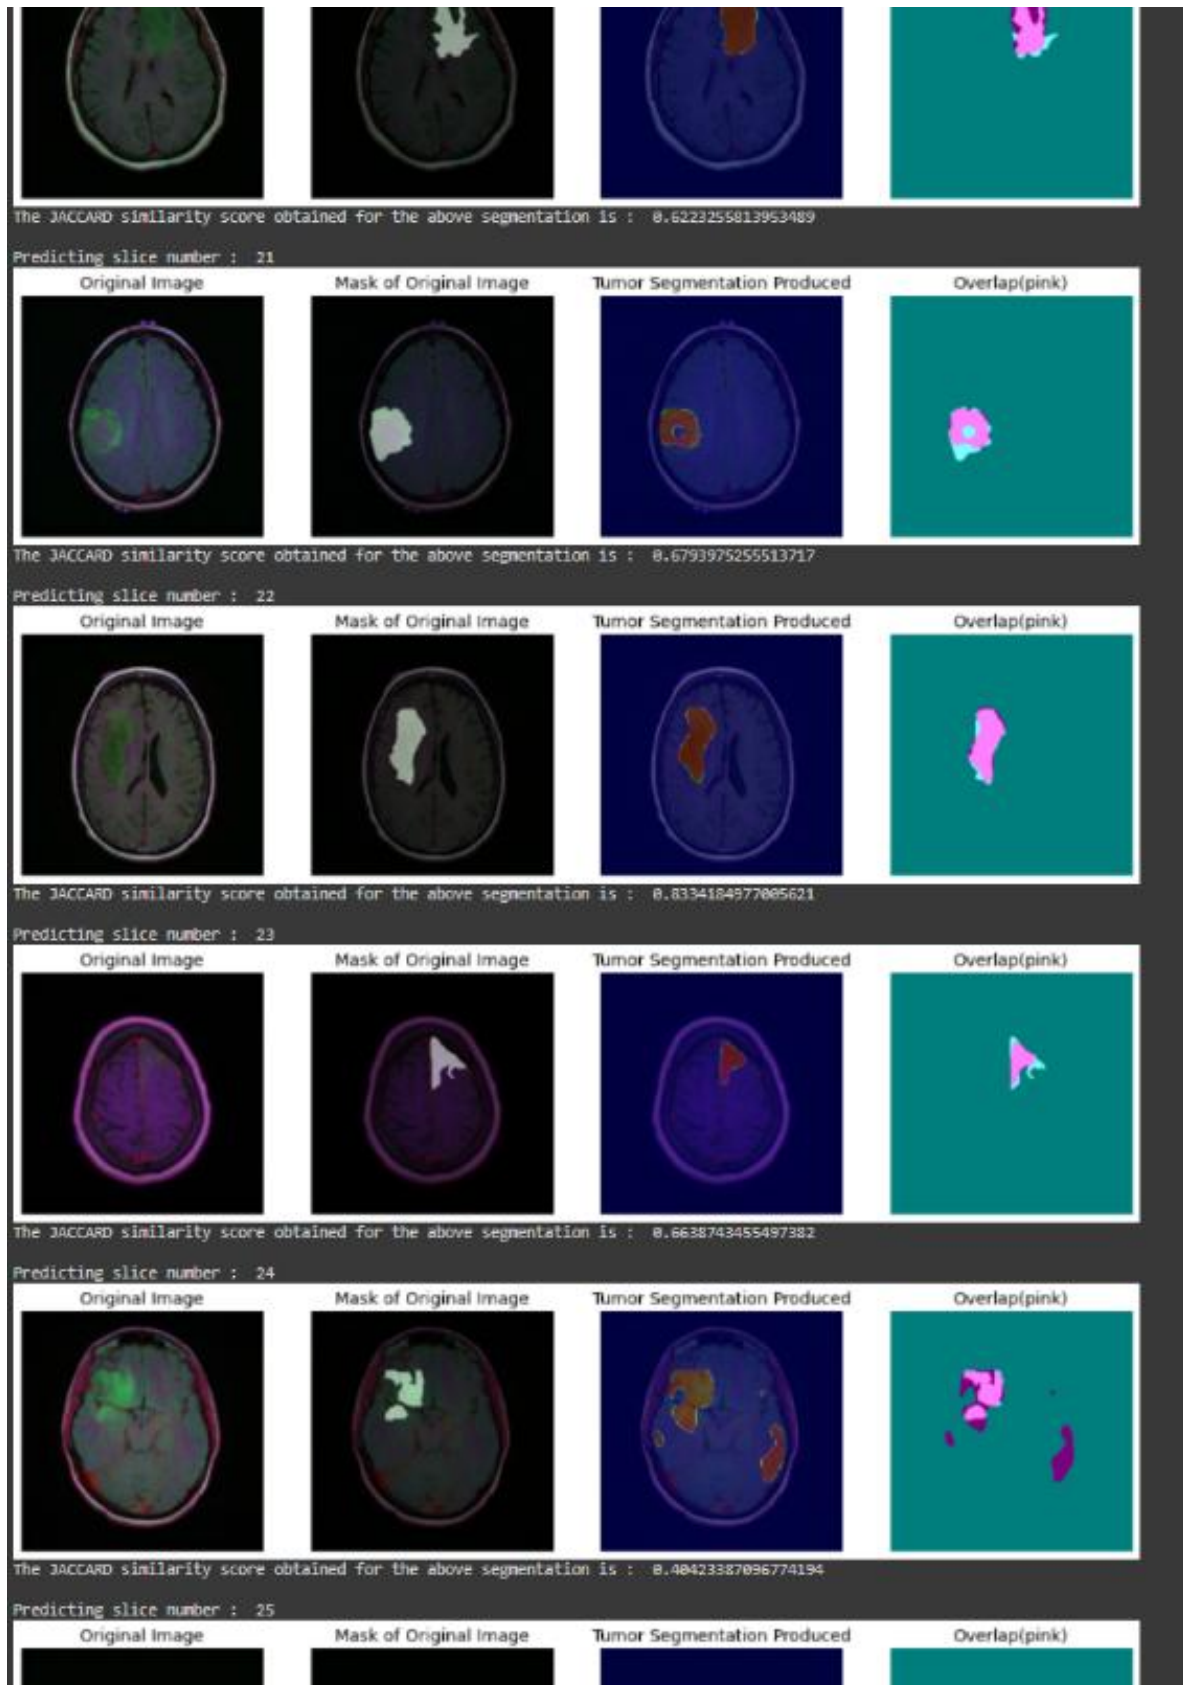 The JACCARD similarity score obtained for the above segmentation is :  0.6223255813953489
Predicting slice number :  21
Original Image Mask of Original Image Tumor Segmentation Produced Overlap(pink)
The JACCARD similarity score obtained for the above segmentation is :  0.6793975255513717
Predicting slice number :  22
Original Image Mask of Original Image Tumor Segmentation Produced Overlap(pink)
The JACCARD similarity score obtained for the above segmentation is :  0.8334184977005621
Predicting slice number :  23
Original Image Mask of Original Image Tumor Segmentation Produced Overlap(pink)
The JACCARD similarity score obtained for the above segmentation is :  0.6638743455497382
Predicting slice number :  24
Original Image Mask of Original Image Tumor Segmentation Produced Overlap(pink)
The JACCARD similarity score obtained for the above segmentation is :  0.40423387096774194
Predicting slice number :  25
Original Image Mask of Original Image Tumor Segmentation Produced Overlap(pink)